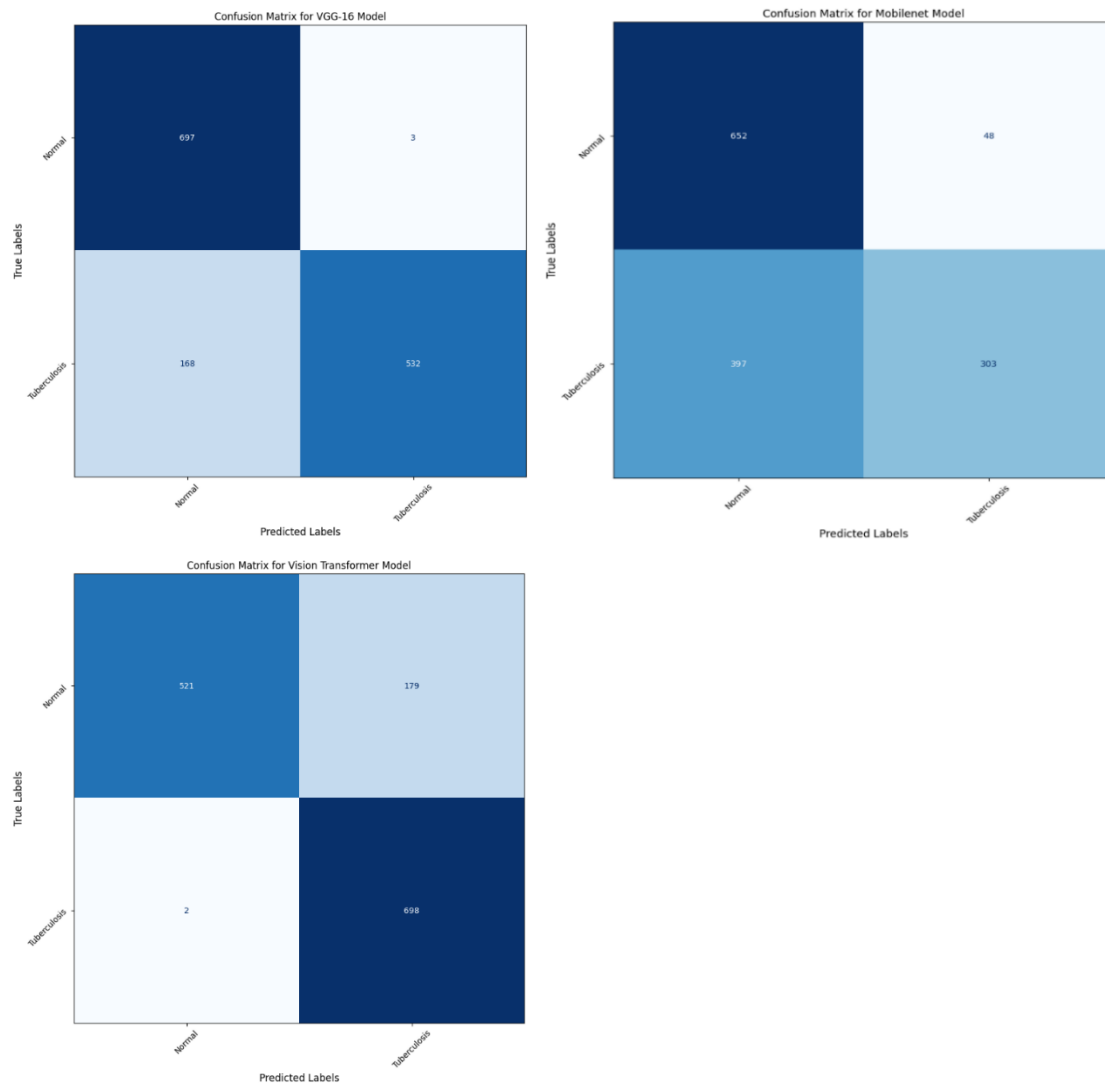 Confusion Matrix for VGG-16 Model
Normal
697
3
True Labels
Tuberculosis
168
532
Normal
Tuberculosis
Predicted Labels
Confusion Matrix for Mobilenet Model
Normal
652
48
True Labels
Tuberculosis
397
303
Normal
Tuberculosis
Predicted Labels
Confusion Matrix for Vision Transformer Model
Normal
521
179
True Labels
Tuberculosis
2
698
Normal
Tuberculosis
Predicted Labels